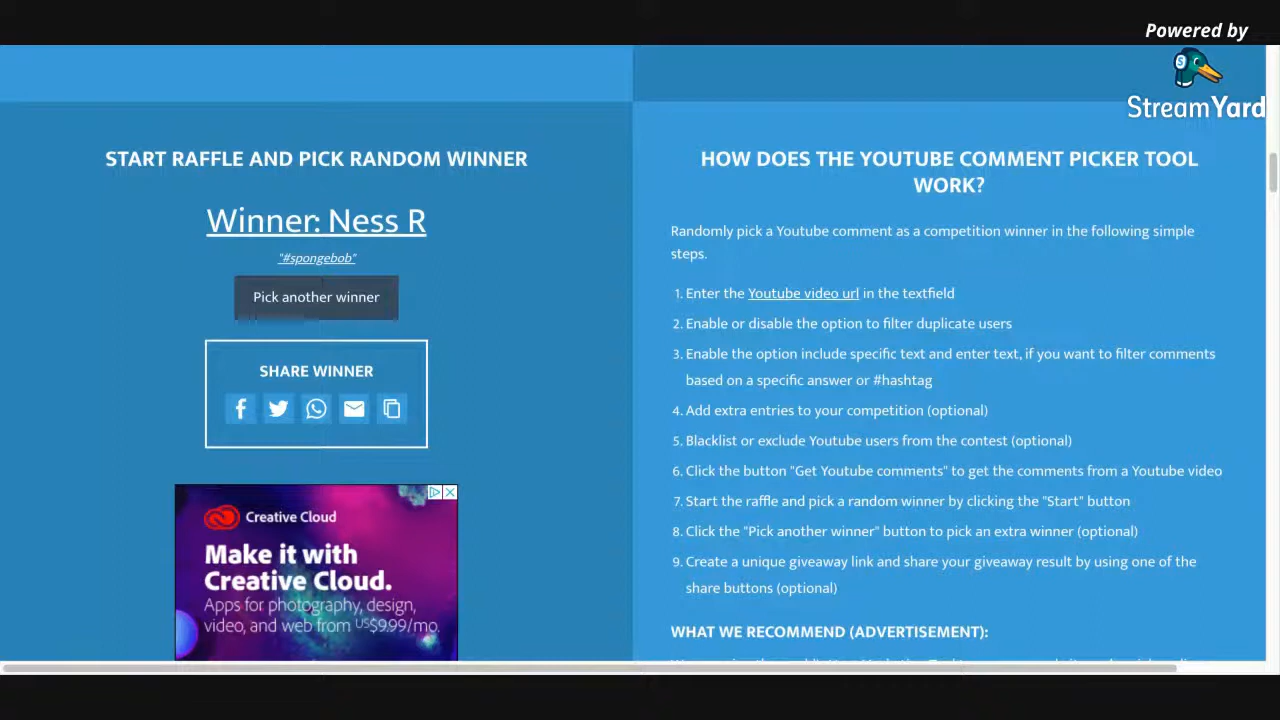 Powered by
StreamYard
START RAFFLE AND PICK RANDOM WINNER
Winner: Ness R
"#spongebob"
Pick another winner
SHARE WINNER
Creative Cloud
Make it with
Creative Cloud.
Apps for photography, design,
video, and web from US$9.99/mo.
HOW DOES THE YOUTUBE COMMENT PICKER TOOL
WORK?
Randomly pick a Youtube comment as a competition winner in the following simple
steps.
1. Enter the Youtube video url in the textfield
2. Enable or disable the option to filter duplicate users
3. Enable the option include specific text and enter text, if you want to filter comments
based on a specific answer or #hashtag
4. Add extra entries to your competition (optional)
5. Blacklist or exclude Youtube users from the contest (optional)
6. Click the button "Get Youtube comments" to get the comments from a Youtube video
7. Start the raffle and pick a random winner by clicking the "Start" button
8. Click the "Pick another winner" button to pick an extra winner (optional)
9. Create a unique giveaway link and share your giveaway result by using one of the
share buttons (optional)
WHAT WE RECOMMEND (ADVERTISEMENT):